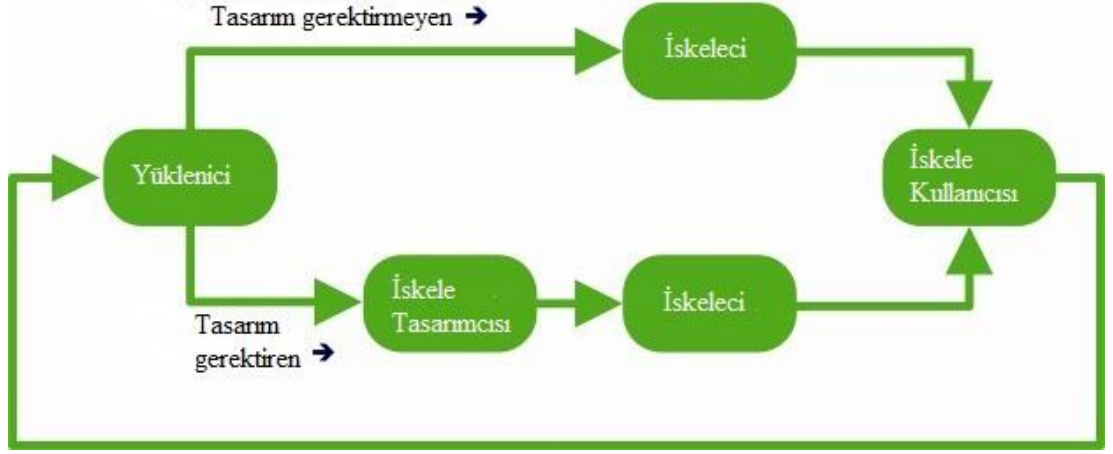 Tasarım gerektirmeyen ➔
İskeleci
Yüklenici
İskele
Kullanıcısı
İskele
Tasarımcısı
İskeleci
Tasarım
gerektiren ➔